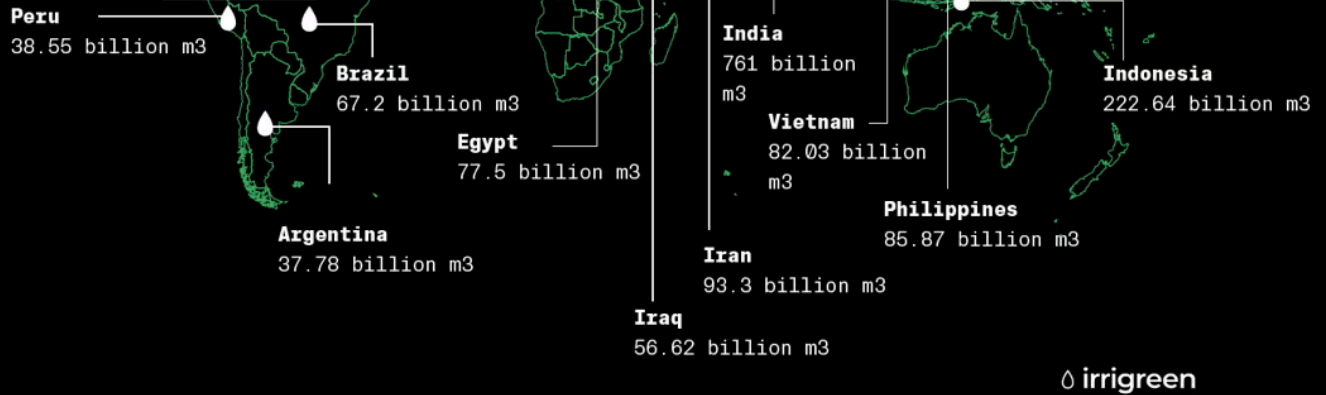 Peru
38.55 billion m3
Brazil
67.2 billion m3
Argentina
37.78 billion m3
Egypt
77.5 billion m3
India
761 billion
m3
Vietnam
82.03 billion
m3
Indonesia
222.64 billion m3
Philippines
85.87 billion m3
Iran
93.3 billion m3
Iraq
56.62 billion m3
irrigreen